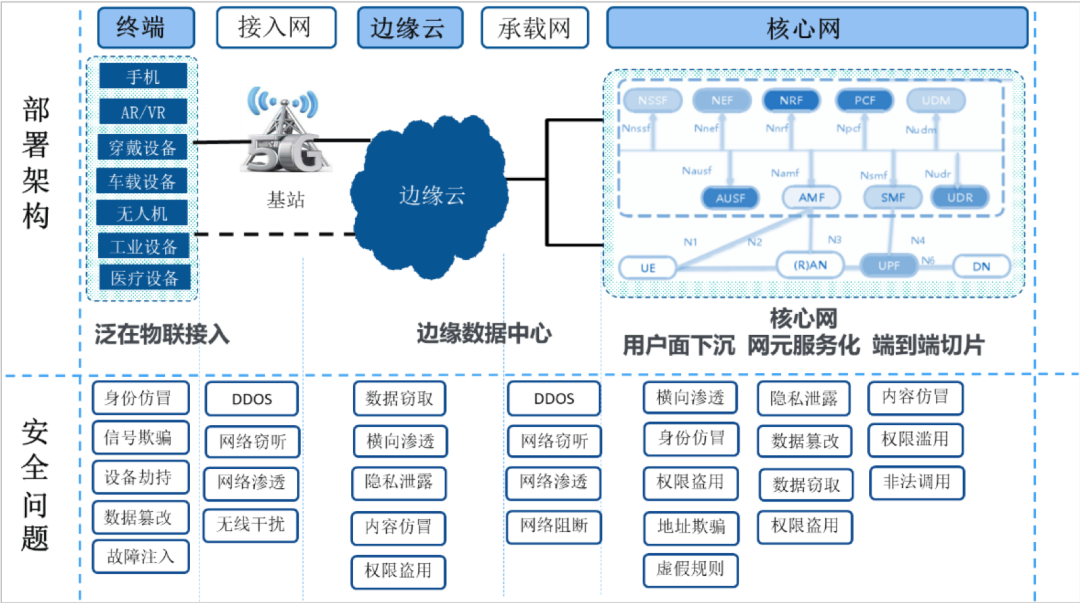 终端
接入网
边缘云
承载网
核心网
部署架构
手机
AR/VR
穿戴设备
车载设备
无人机
工业设备
医疗设备
5G
基站
边缘云
NSSF
NEF
NRF
PCF
UDM
Nnssf
Nnef
Nnrf
Npcf
Nudm
Nausf
Namf
Nsmf
Nudr
AUSF
AMF
SMF
UDR
N1
N2
N3
N4
UE
(R)AN
UPF
N6
DN
泛在物联接入
边缘数据中心
核心网
用户面下沉 网元服务化 端到端切片
安全问题
身份仿冒
信号欺骗
设备劫持
数据篡改
故障注入
DDOS
网络窃听
网络渗透
无线干扰
数据窃取
横向渗透
隐私泄露
内容仿冒
权限盗用
DDOS
网络窃听
网络渗透
网络阻断
横向渗透
身份仿冒
权限盗用
地址欺骗
虚假规则
隐私泄露
数据篡改
数据窃取
权限盗用
内容仿冒
权限滥用
非法调用